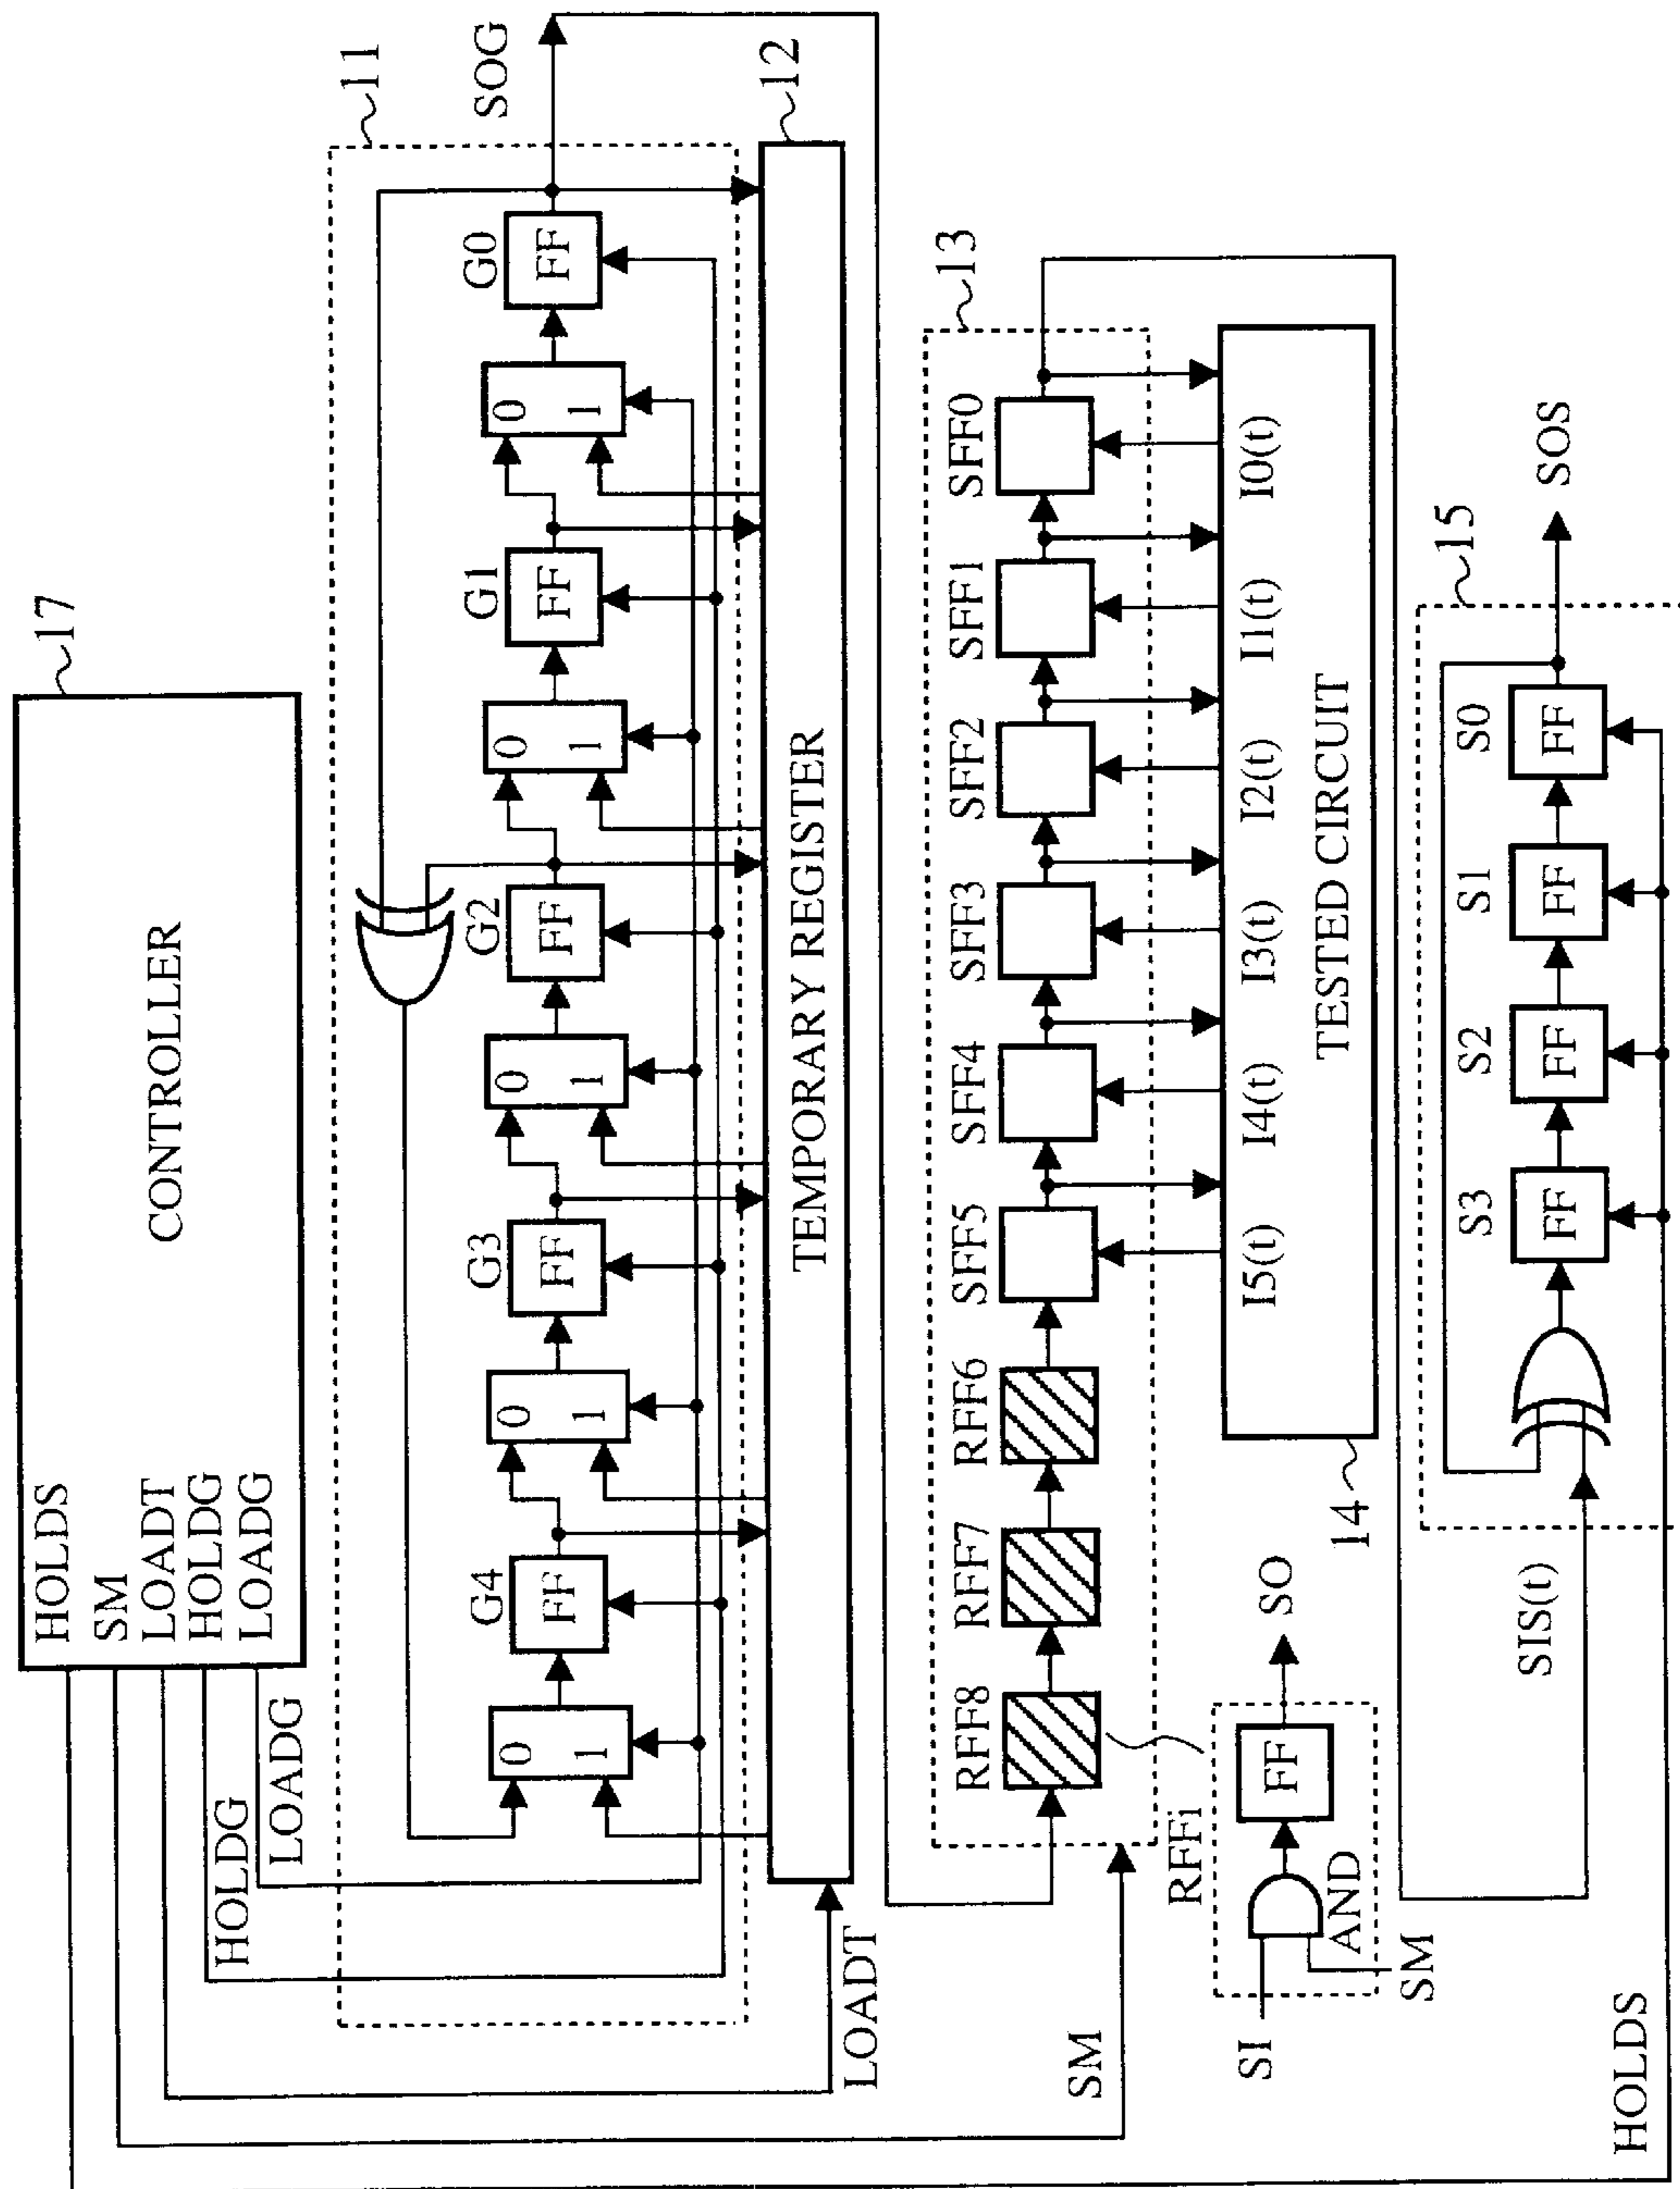 17
CONTROLLER
HOLDS
SM
LOADT
HOLDG
LOADG
HOLDG
LOADG
11
SOG
G4 G3 G2 G1 G0
0 0 0 0 0
1 1 1 1 1
FF FF FF FF FF
12
TEMPORARY REGISTER
LOADT
13
RFF8 RFF7 RFF6 SFF5 SFF4 SFF3 SFF2 SFF1 SFF0
SM
I5(t) I4(t) I3(t) I2(t) I1(t) I0(t)
TESTED CIRCUIT
14
RFFi
SI
FF
SO
AND
SM
15
SIS(t)
S3 S2 S1 S0
FF FF FF FF
SOS
HOLDS